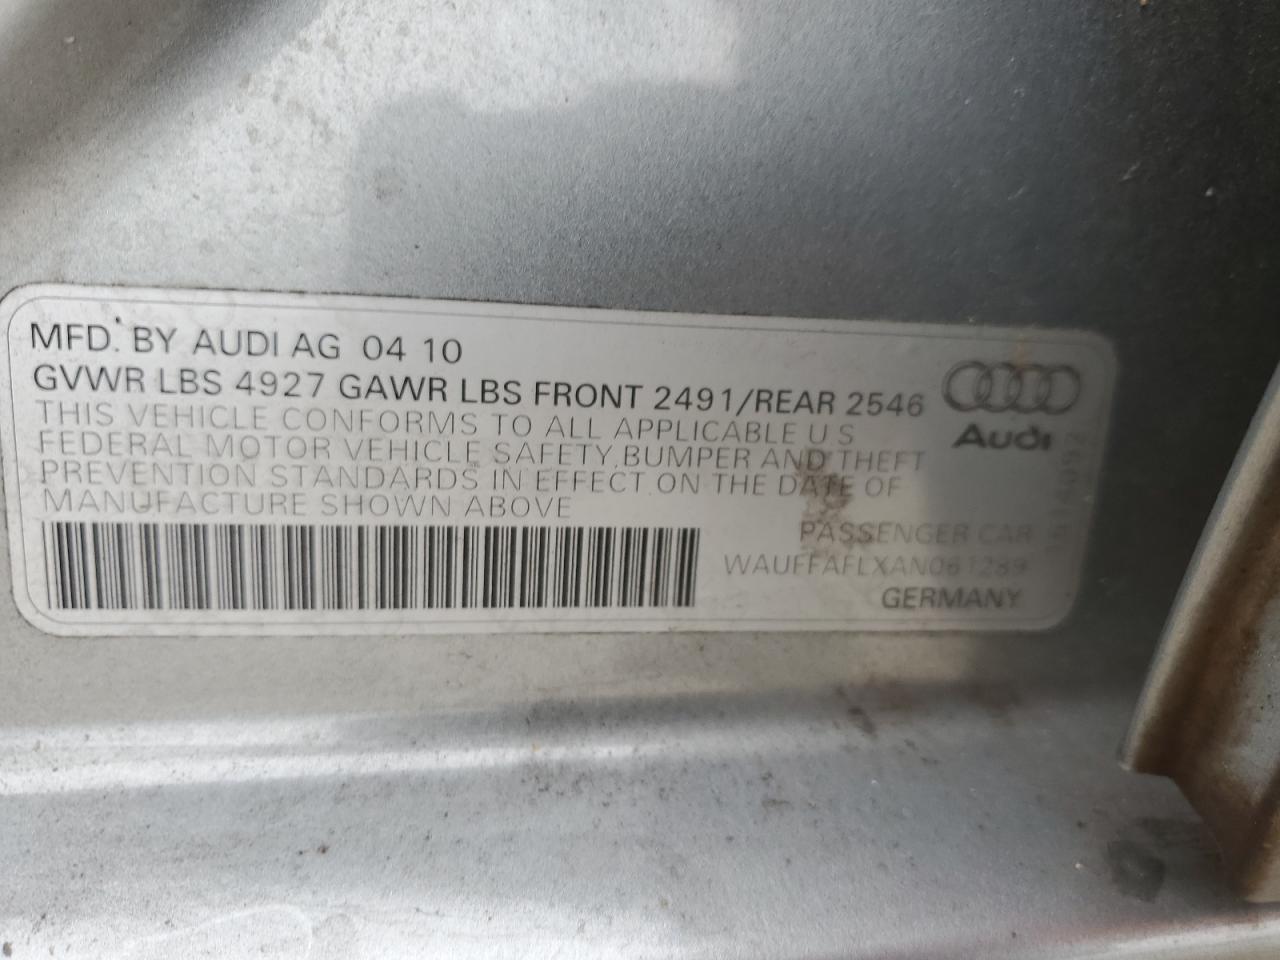 MFD. BY AUDI AG 04 10
GVWR LBS 4927 GAWR LBS FRONT 2491/REAR 2546
THIS VEHICLE CONFORMS TO ALL APPLICABLE U S
FEDERAL MOTOR VEHICLE SAFETY, BUMPER AND THEFT
PREVENTION STANDARDS IN EFFECT ON THE DATE OF
MANUFACTURE SHOWN ABOVE
Audi
PASSENGER CAR
WAUFFAFLXAN061289
GERMANY